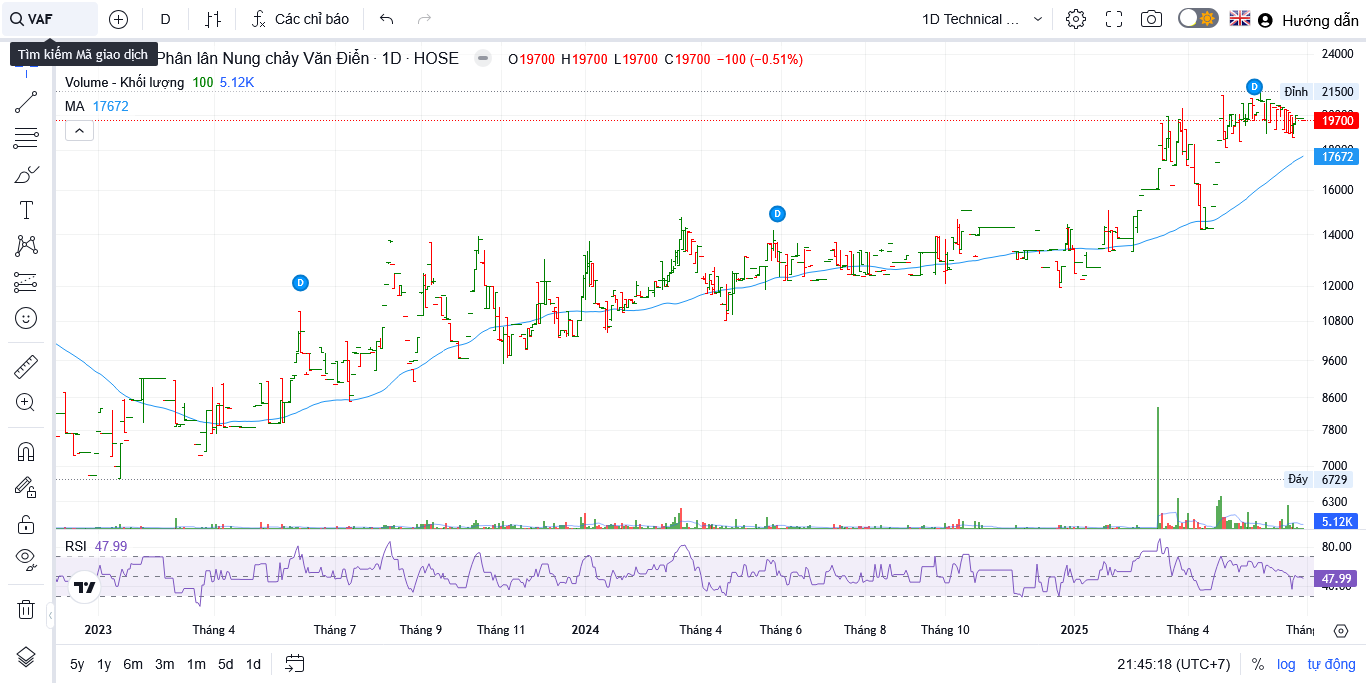 VAF D Các chỉ báo 1D Technical ... Hướng dẫn
Tìm kiếm Mã giao dịch
Phân lân Nung chảy Văn Điển · 1D · HOSE O19700 H19700 L19700 C19700 −100 (−0.51%)
Volume - Khối lượng 100 5.12K
MA 17672
D
D
D
24000
Đỉnh 21500
19700
17672
16000
14000
12000
10800
9600
8600
7800
7000
Đáy 6729
6300
5.12K
RSI 47.99
80.00
47.99
2023 Tháng 4 Tháng 7 Tháng 9 Tháng 11 2024 Tháng 4 Tháng 6 Tháng 8 Tháng 10 2025 Tháng 4 Thán
5y 1y 6m 3m 1m 5d 1d 21:45:18 (UTC+7) % log tự động